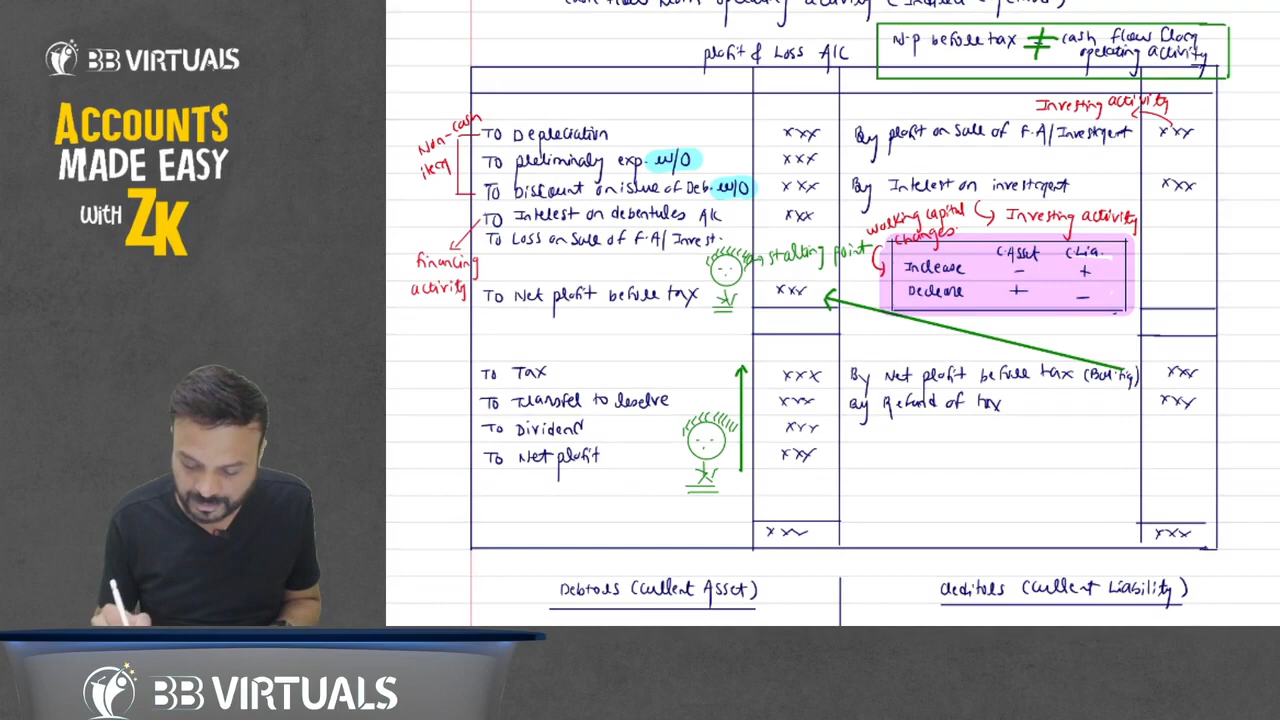 BB VIRTUALS
ACCOUNTS
MADE EASY
WITH ZK
Cash flow from operating activity (
Profit & Loss A/C
N.P before tax ≠ cash flows from
operating activity
Non-cash
item
To Depreciation xxx
To preliminary exp. w/o xxx
To Discount on issue of Deb. w/o xxx
To Interest on debentures A/c xxx
To Loss on Sale of F.A/Invest.
Financing
activity
starting point
To Net profit before tax xxx
Investing activity
By profit on Sale of F.A/Investment xxx
By Interest on investment xxx
Investing activity
working capital
changes.
C.Asset C.Lia.
Increase - +
Decrease + -
To Tax xxx
To Transfer to reserve xxx
To Dividend xxx
To Net profit xxx
xxx
By Net profit before tax (Bal.fig) xxx
By Refund of tax xxx
xxx
Debtors (Current Asset)
Creditors (Current Liability)
BB VIRTUALS